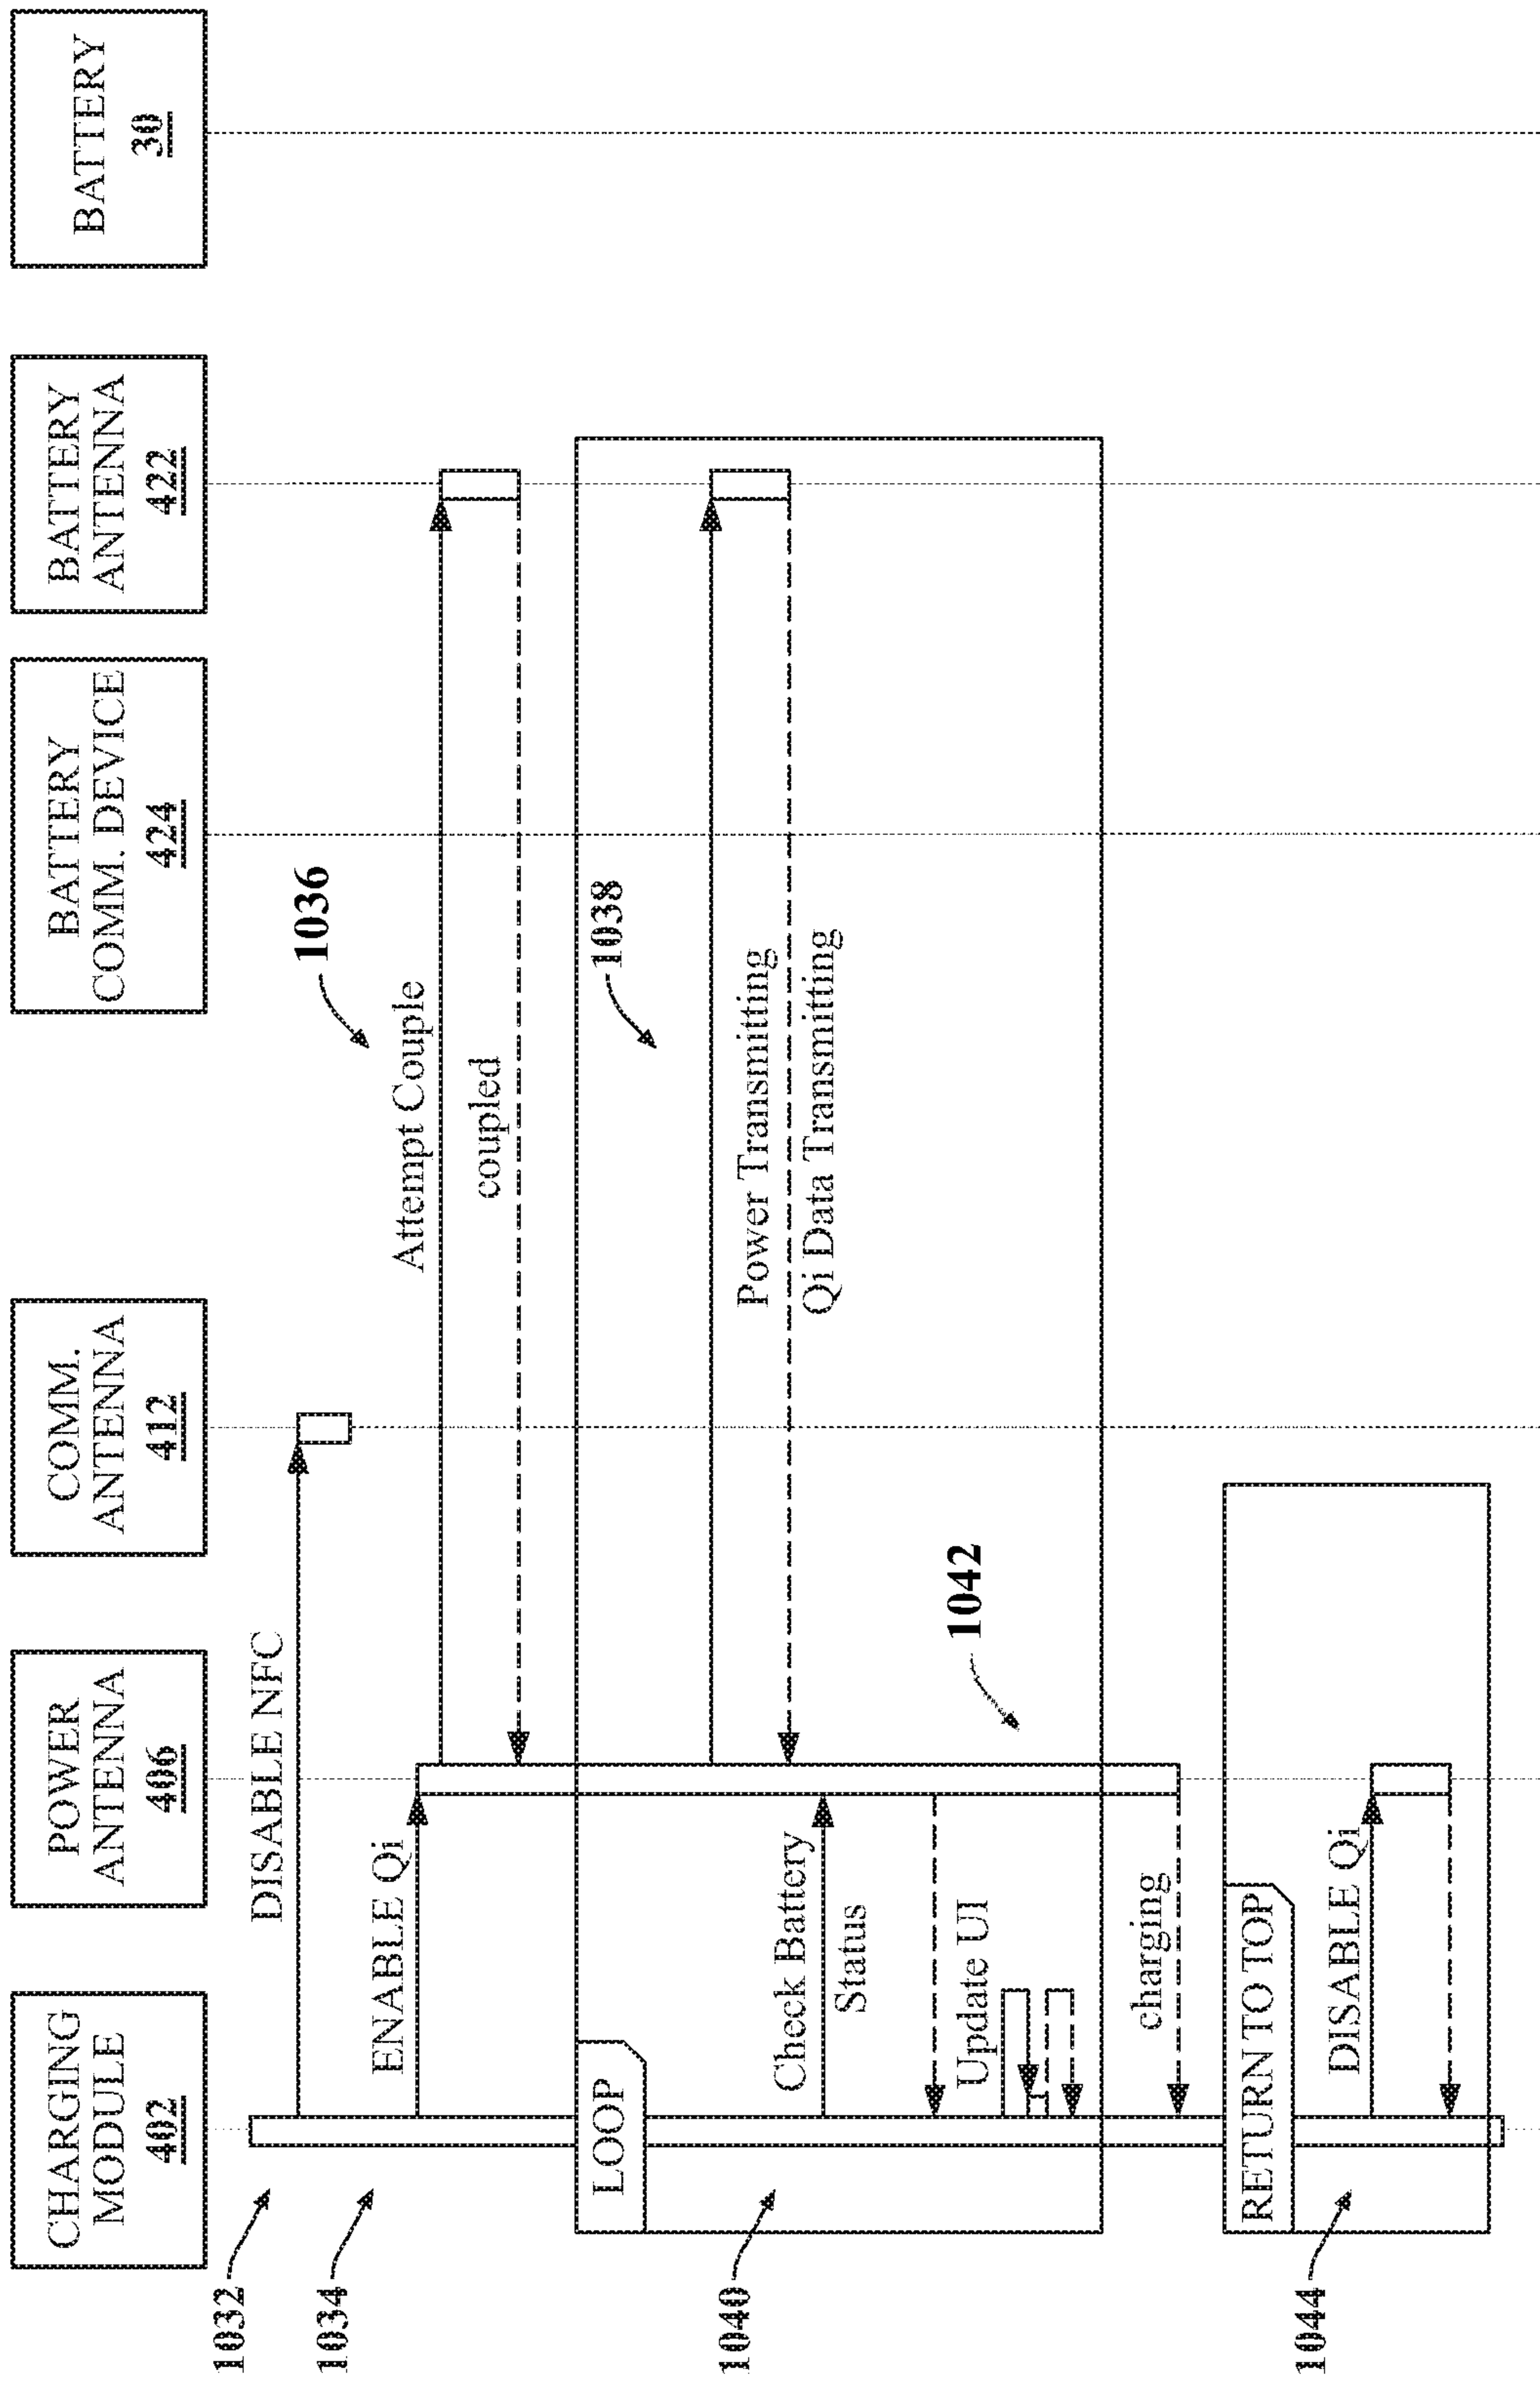 CHARGING
MODULE
402
POWER
ANTENNA
406
COMM.
ANTENNA
412
BATTERY
COMM. DEVICE
424
BATTERY
ANTENNA
422
BATTERY
30
1032
DISABLE NFC
1034
ENABLE Qi
1036
Attempt Couple
coupled
LOOP
1038
Power Transmitting
Qi Data Transmitting
1040
Check Battery
Status
Update UI
1042
charging
RETURN TO TOP
1044
DISABLE Qi